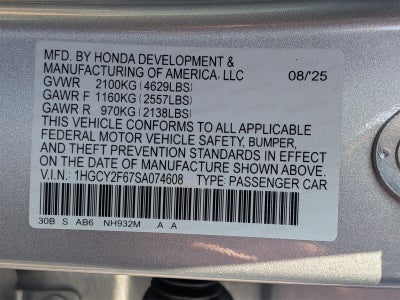 MFD. BY HONDA DEVELOPMENT &
MANUFACTURING OF AMERICA, LLC 08/'25
GVWR 2100KG (4629LBS)
GAWR F 1160KG (2557LBS)
GAWR R 970KG (2138LBS)
THIS VEHICLE CONFORMS TO ALL APPLICABLE
FEDERAL MOTOR VEHICLE SAFETY, BUMPER,
AND THEFT PREVENTION STANDARDS IN EFFECT
ON THE DATE OF MANUFACTURE SHOWN ABOVE.
V.I.N.: 1HGCY2F67SA074608 TYPE: PASSENGER CAR
30B S AB6 NH932M .A .A